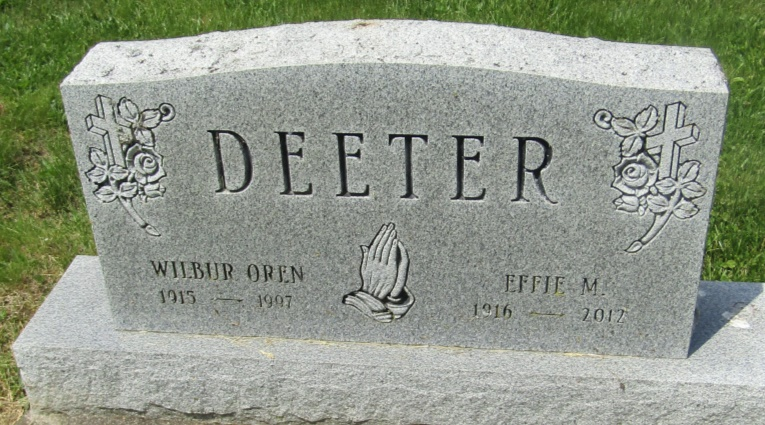 DEETER
WILBUR OREN
1915 — 1997
EFFIE M.
1916 — 2012